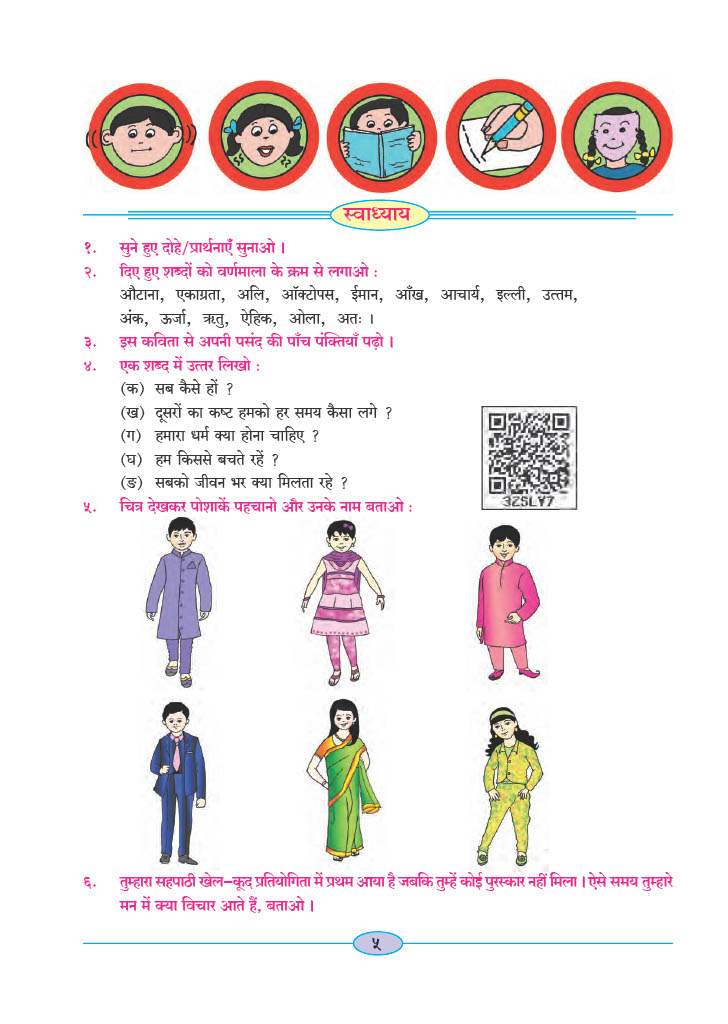 स्वाध्याय
१. सुने हुए दोहे/प्रार्थनाएँ सुनाओ ।
२. दिए हुए शब्दों को वर्णमाला के क्रम से लगाओ :
औटाना, एकाग्रता, अलि, ऑक्टोपस, ईमान, आँख, आचार्य, इल्ली, उत्तम,
अंक, ऊर्जा, ऋतु, ऐहिक, ओला, अतः ।
३. इस कविता से अपनी पसंद की पाँच पंक्तियाँ पढ़ो ।
४. एक शब्द में उत्तर लिखो :
(क) सब कैसे हों ?
(ख) दूसरों का कष्ट हमको हर समय कैसा लगे ?
(ग) हमारा धर्म क्या होना चाहिए ?
(घ) हम किससे बचते रहें ?
(ङ) सबको जीवन भर क्या मिलता रहे ?
3ZSLV7
५. चित्र देखकर पोशाकें पहचानो और उनके नाम बताओ :
६. तुम्हारा सहपाठी खेल-कूद प्रतियोगिता में प्रथम आया है जबकि तुम्हें कोई पुरस्कार नहीं मिला । ऐसे समय तुम्हारे
मन में क्या विचार आते हैं, बताओ ।
५